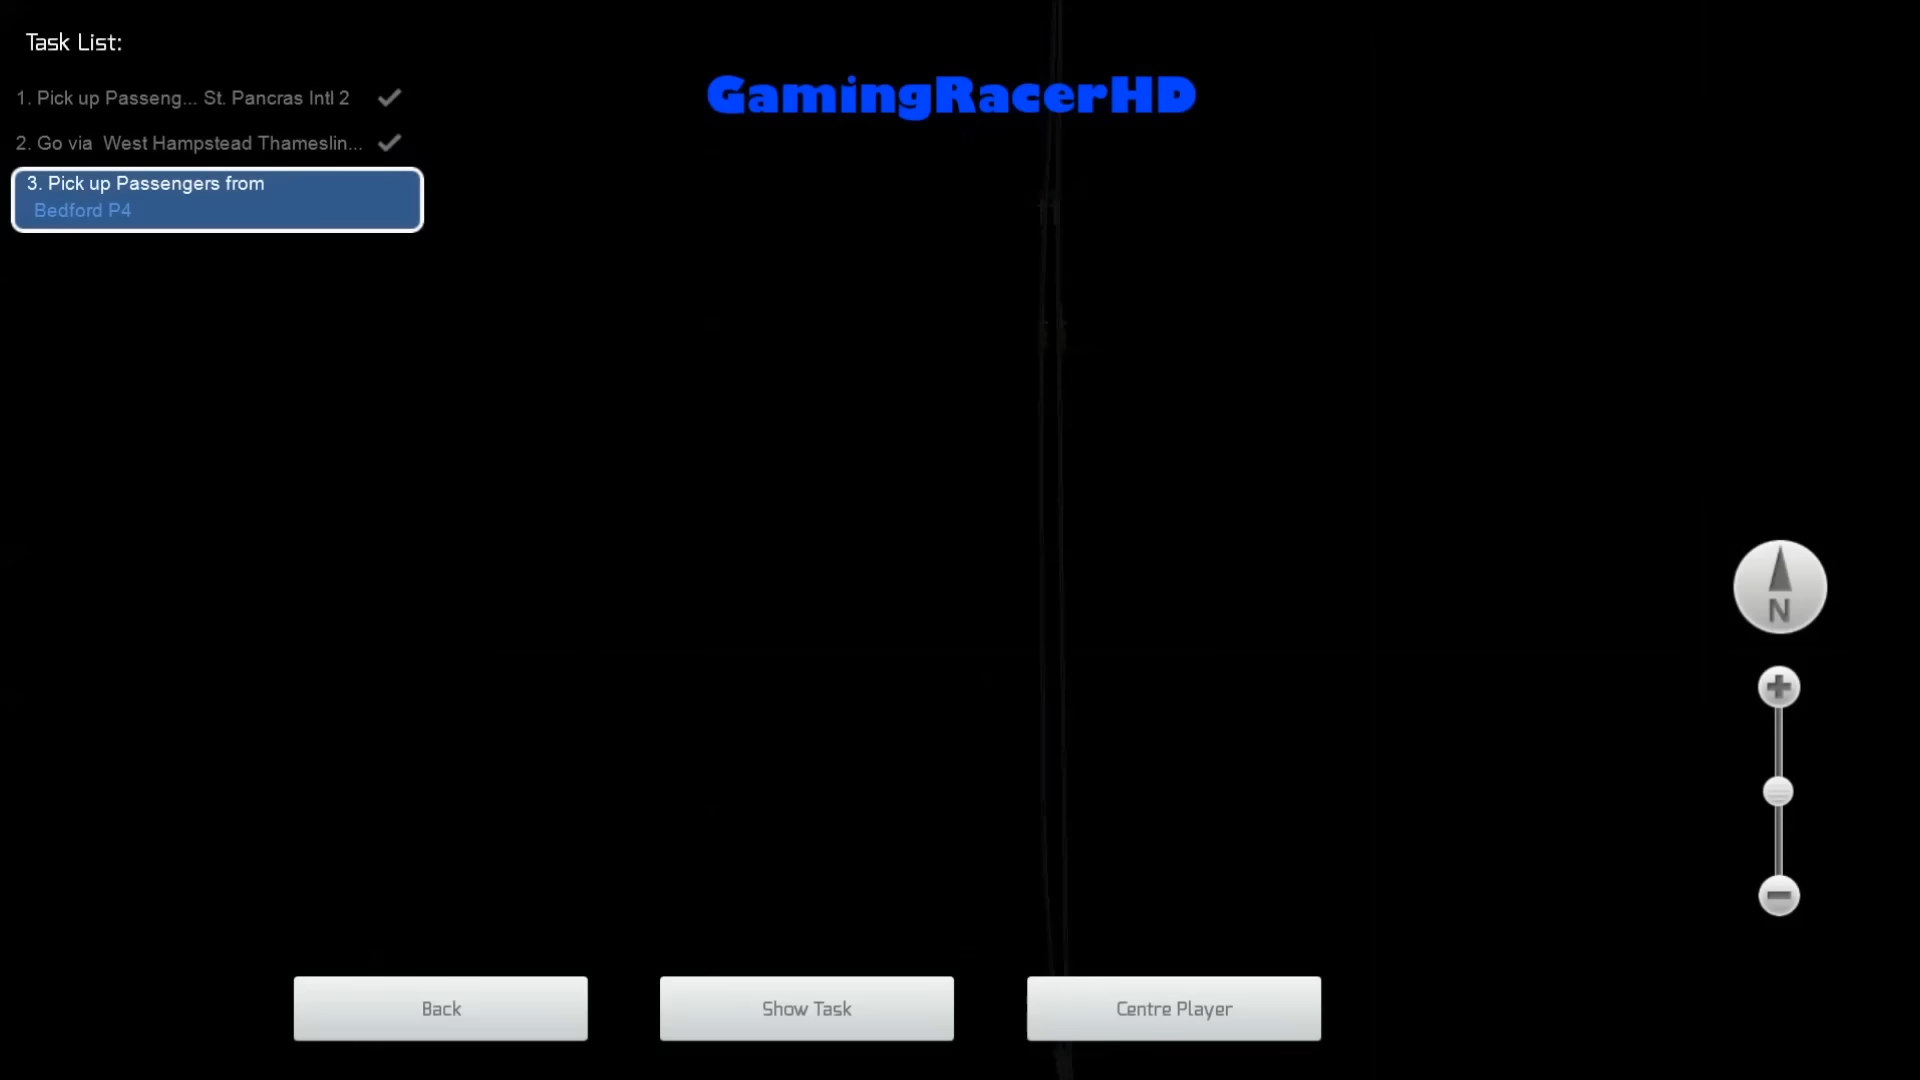 Task List:
GamingRacerHD
1. Pick up Passeng... St. Pancras Intl 2
2. Go via West Hampstead Thameslin...
3. Pick up Passengers from
Bedford P4
N
Back
Show Task
Centre Player